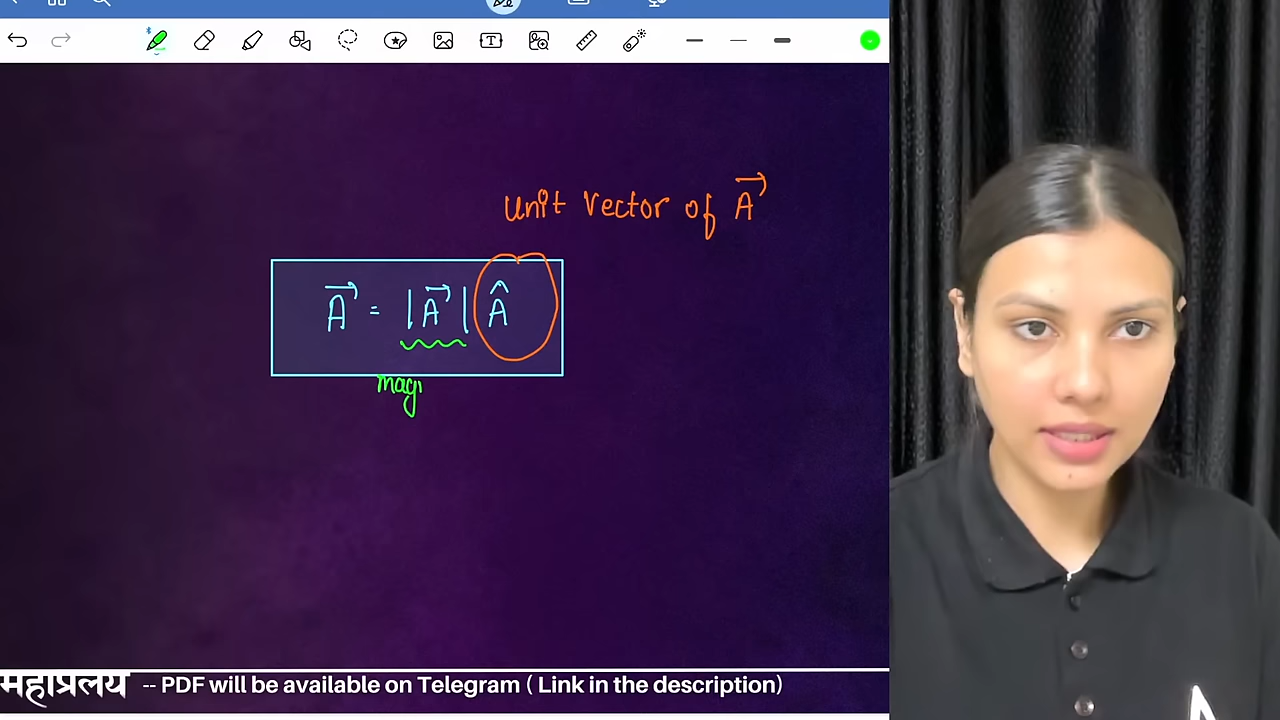 Unit Vector of A⃗
A⃗ = |A⃗| Â
magn
महाप्रलय -- PDF will be available on Telegram ( Link in the description)